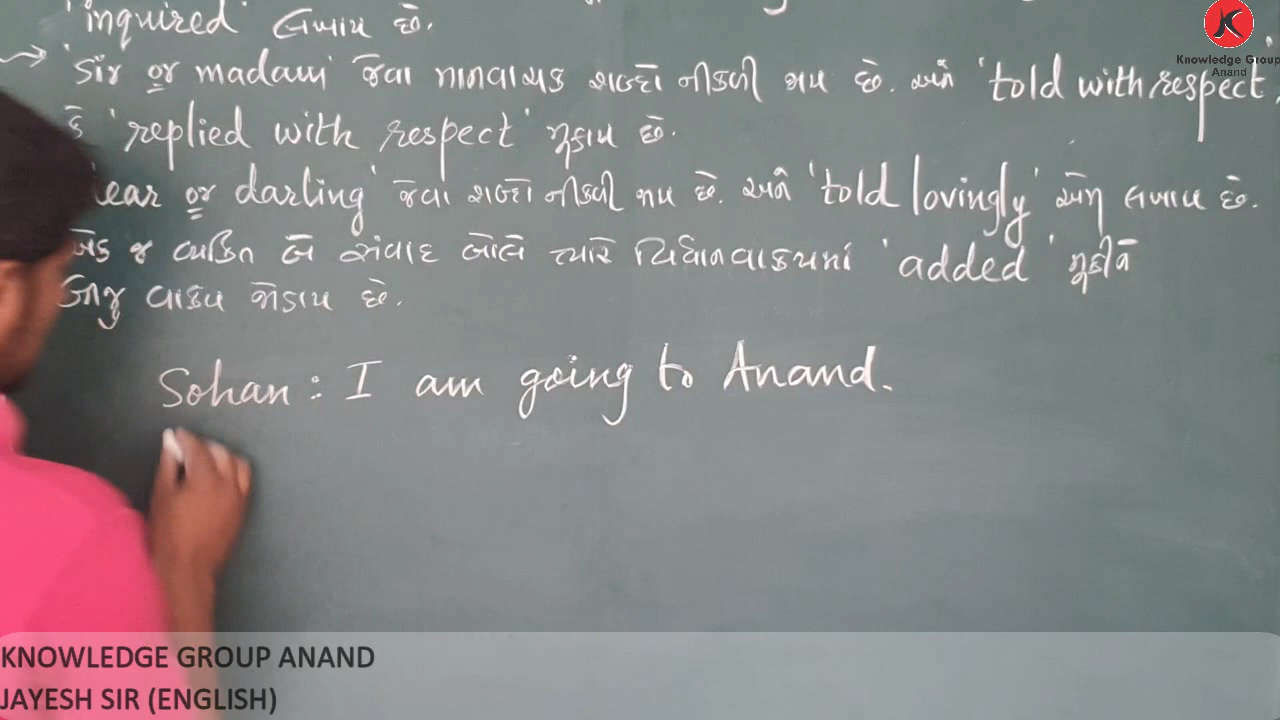 'inquired' લખાય છે.
→ 'Sir or madam' જેવા માનવાચક શબ્દો નીકળી જાય છે. અને 'told with respect'
કે 'replied with respect' મૂકાય છે.
dear or darling' જેવા શબ્દો નીકળી જાય છે. અને 'told lovingly' એમ લખાય છે.
એક જ વ્યક્તિ બે સંવાદ બોલે ત્યારે વિધાનવાક્યમાં 'added' મૂકીને
બીજુ વાક્ય જોડાય છે.
Sohan : I am going to Anand.
K
Knowledge Group
Anand
KNOWLEDGE GROUP ANAND
JAYESH SIR (ENGLISH)